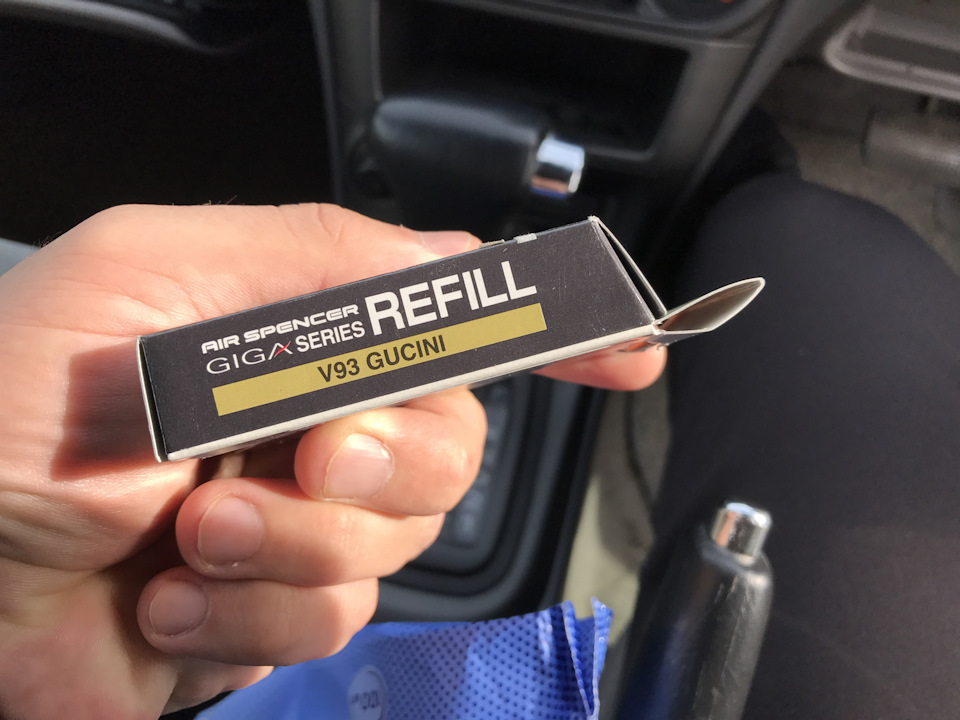 AIR SPENCER
GIGA SERIES
REFILL
V93 GUCINI